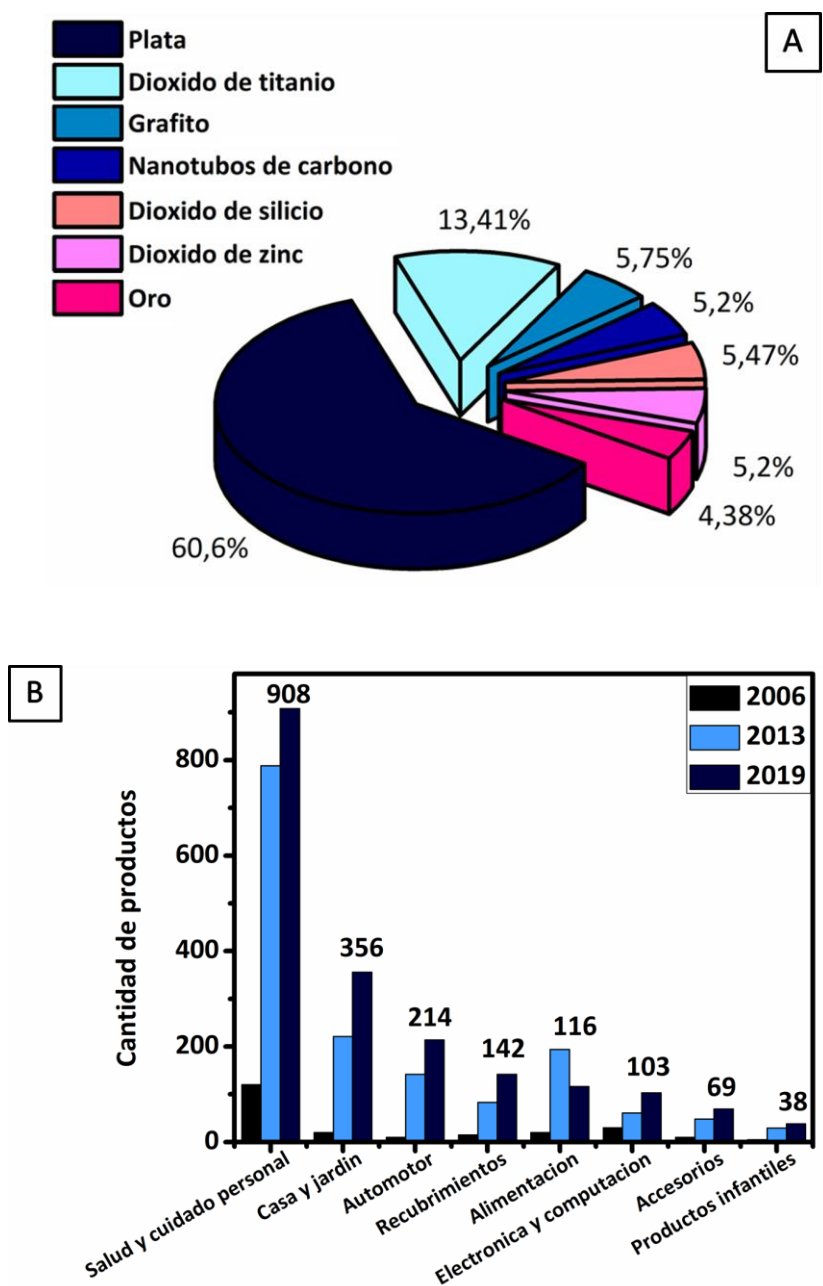 A
Plata
Dioxido de titanio
Grafito
Nanotubos de carbono
Dioxido de silicio
Dioxido de zinc
Oro
13,41%
5,75%
5,2%
5,47%
5,2%
4,38%
60,6%
B
2006
2013
2019
Cantidad de productos
800
600
400
200
0
908
356
214
142
116
103
69
38
Salud y cuidado personal
Casa y jardin
Automotor
Recubrimientos
Alimentacion
Electronica y computacion
Accesorios
Productos infantiles